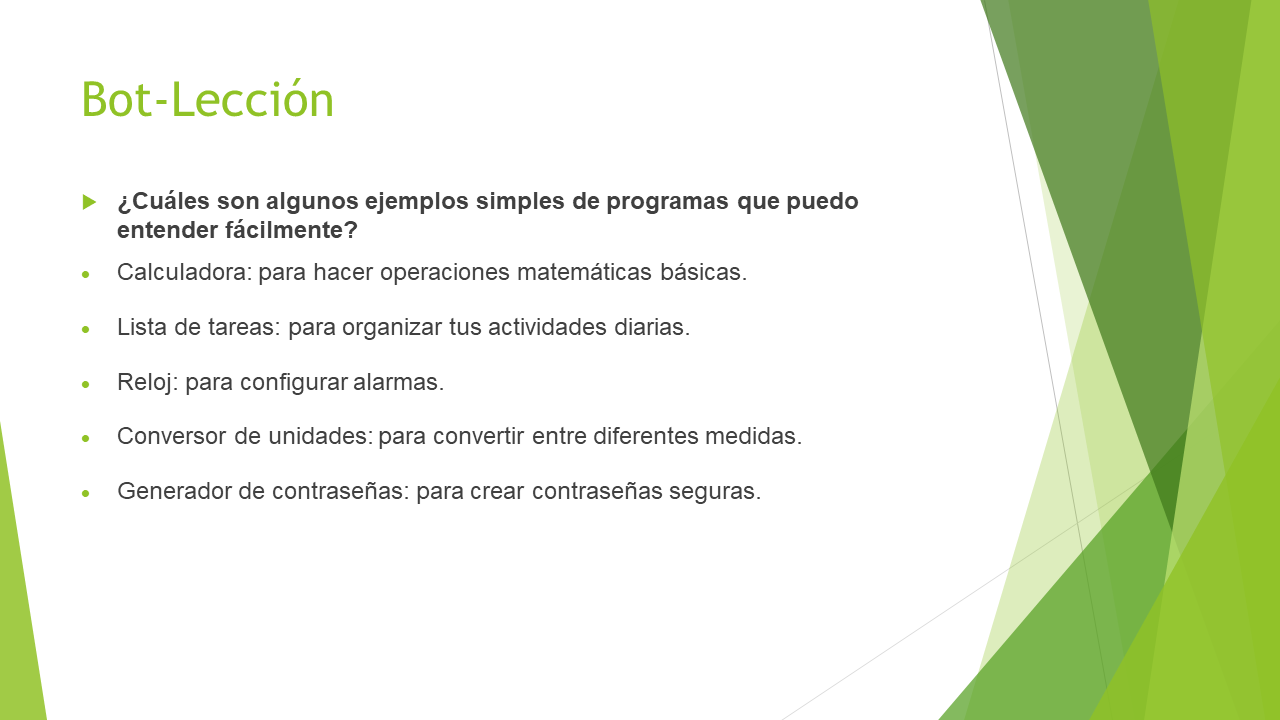 Bot-Lección
¿Cuáles son algunos ejemplos simples de programas que puedo
entender fácilmente?
Calculadora: para hacer operaciones matemáticas básicas.
Lista de tareas: para organizar tus actividades diarias.
Reloj: para configurar alarmas.
Conversor de unidades: para convertir entre diferentes medidas.
Generador de contraseñas: para crear contraseñas seguras.